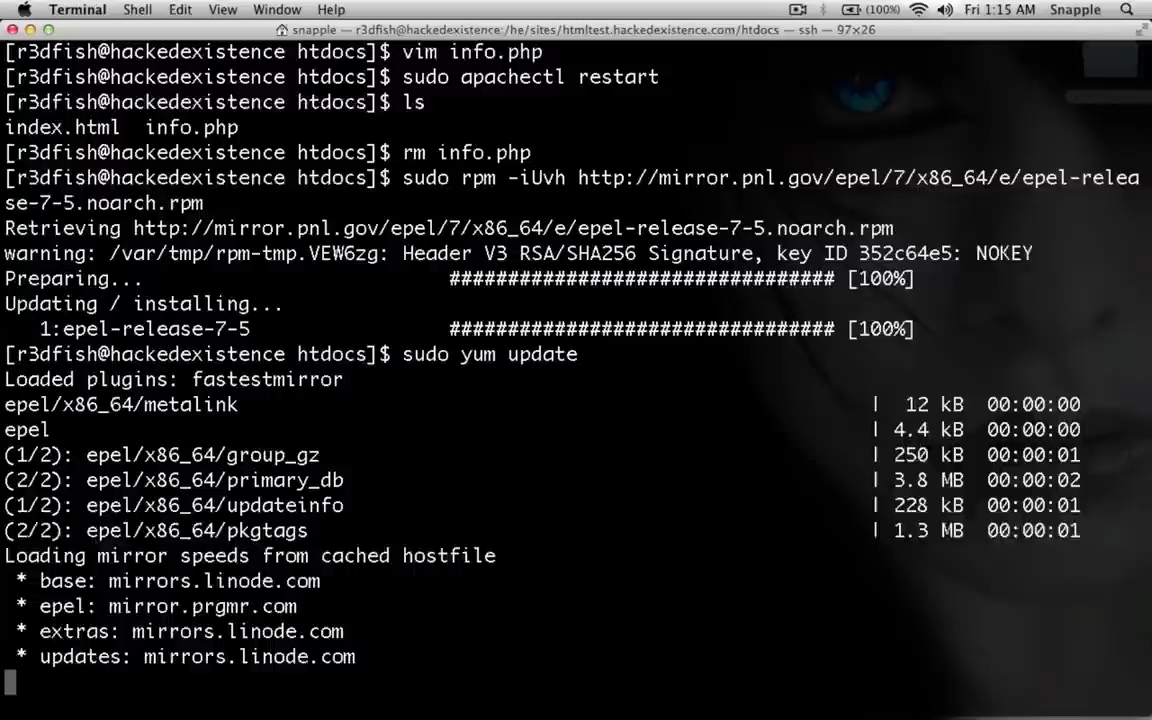 Terminal Shell Edit View Window Help (100%) Fri 1:15 AM Snapple
snapple — r3dfish@hackedexistence:/he/sites/htmltest.hackedexistence.com/htdocs — ssh — 97×26
[r3dfish@hackedexistence htdocs]$ vim info.php
[r3dfish@hackedexistence htdocs]$ sudo apachectl restart
[r3dfish@hackedexistence htdocs]$ ls
index.html  info.php
[r3dfish@hackedexistence htdocs]$ rm info.php
[r3dfish@hackedexistence htdocs]$ sudo rpm -iUvh http://mirror.pnl.gov/epel/7/x86_64/e/epel-relea
se-7-5.noarch.rpm
Retrieving http://mirror.pnl.gov/epel/7/x86_64/e/epel-release-7-5.noarch.rpm
warning: /var/tmp/rpm-tmp.VEW6zg: Header V3 RSA/SHA256 Signature, key ID 352c64e5: NOKEY
Preparing...                          ################################# [100%]
Updating / installing...
   1:epel-release-7-5                 ################################# [100%]
[r3dfish@hackedexistence htdocs]$ sudo yum update
Loaded plugins: fastestmirror
epel/x86_64/metalink | 12 kB 00:00:00
epel | 4.4 kB 00:00:00
(1/2): epel/x86_64/group_gz | 250 kB 00:00:01
(2/2): epel/x86_64/primary_db | 3.8 MB 00:00:02
(1/2): epel/x86_64/updateinfo | 228 kB 00:00:01
(2/2): epel/x86_64/pkgtags | 1.3 MB 00:00:01
Loading mirror speeds from cached hostfile
 * base: mirrors.linode.com
 * epel: mirror.prgmr.com
 * extras: mirrors.linode.com
 * updates: mirrors.linode.com